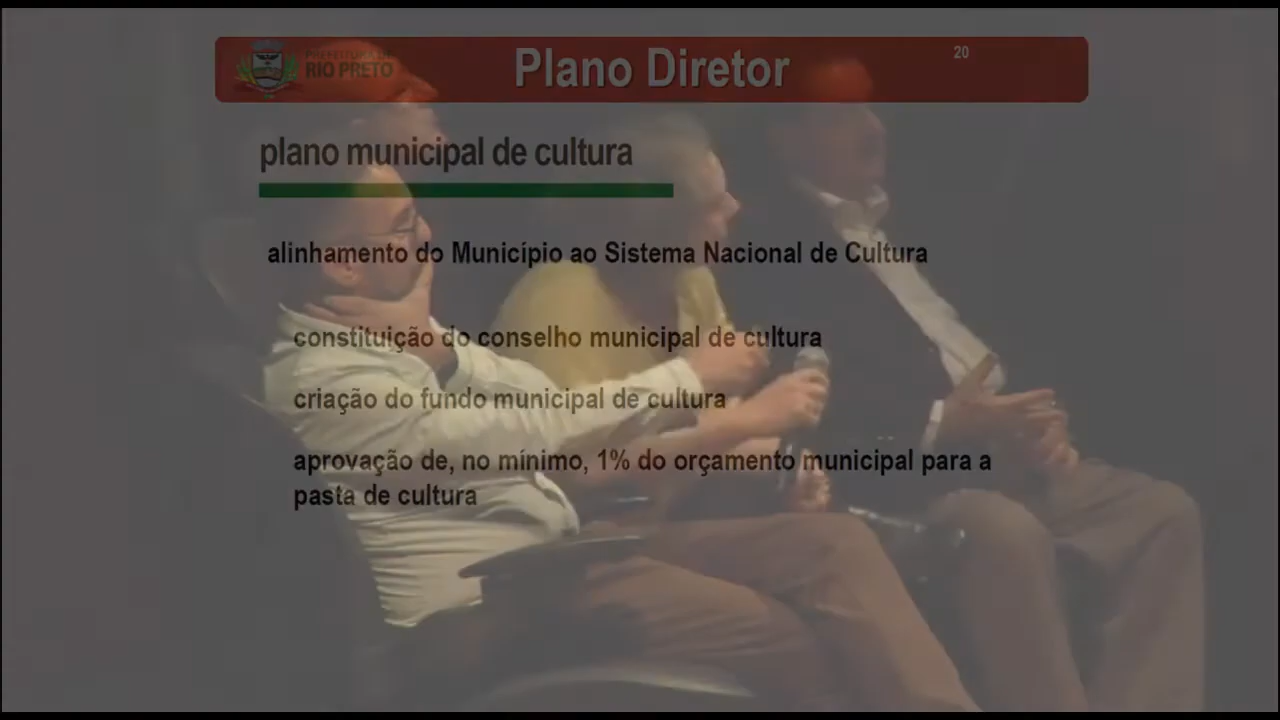 PREFEITURA DE
RIO PRETO
Plano Diretor
20
plano municipal de cultura
alinhamento do Município ao Sistema Nacional de Cultura
constituição do conselho municipal de cultura
criação do fundo municipal de cultura
aprovação de, no mínimo, 1% do orçamento municipal para a
pasta de cultura